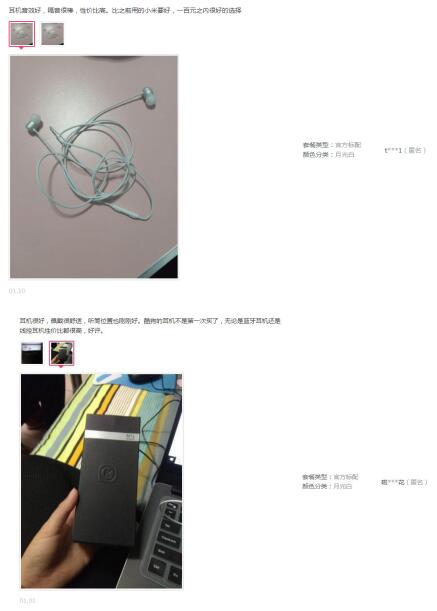 耳机音效好，隔音很棒，性价比高。比之前用的小米要好，一百元之内很好的选择
套餐类型：官方标配
颜色分类：月光白
t***1（匿名）
01.10
耳机很好，佩戴很舒适，听筒位置也刚刚好。酷狗的耳机不是第一次买了，无论是蓝牙耳机还是
线控耳机性价比都很高，好评。
套餐类型：官方标配
颜色分类：月光白
呃***花（匿名）